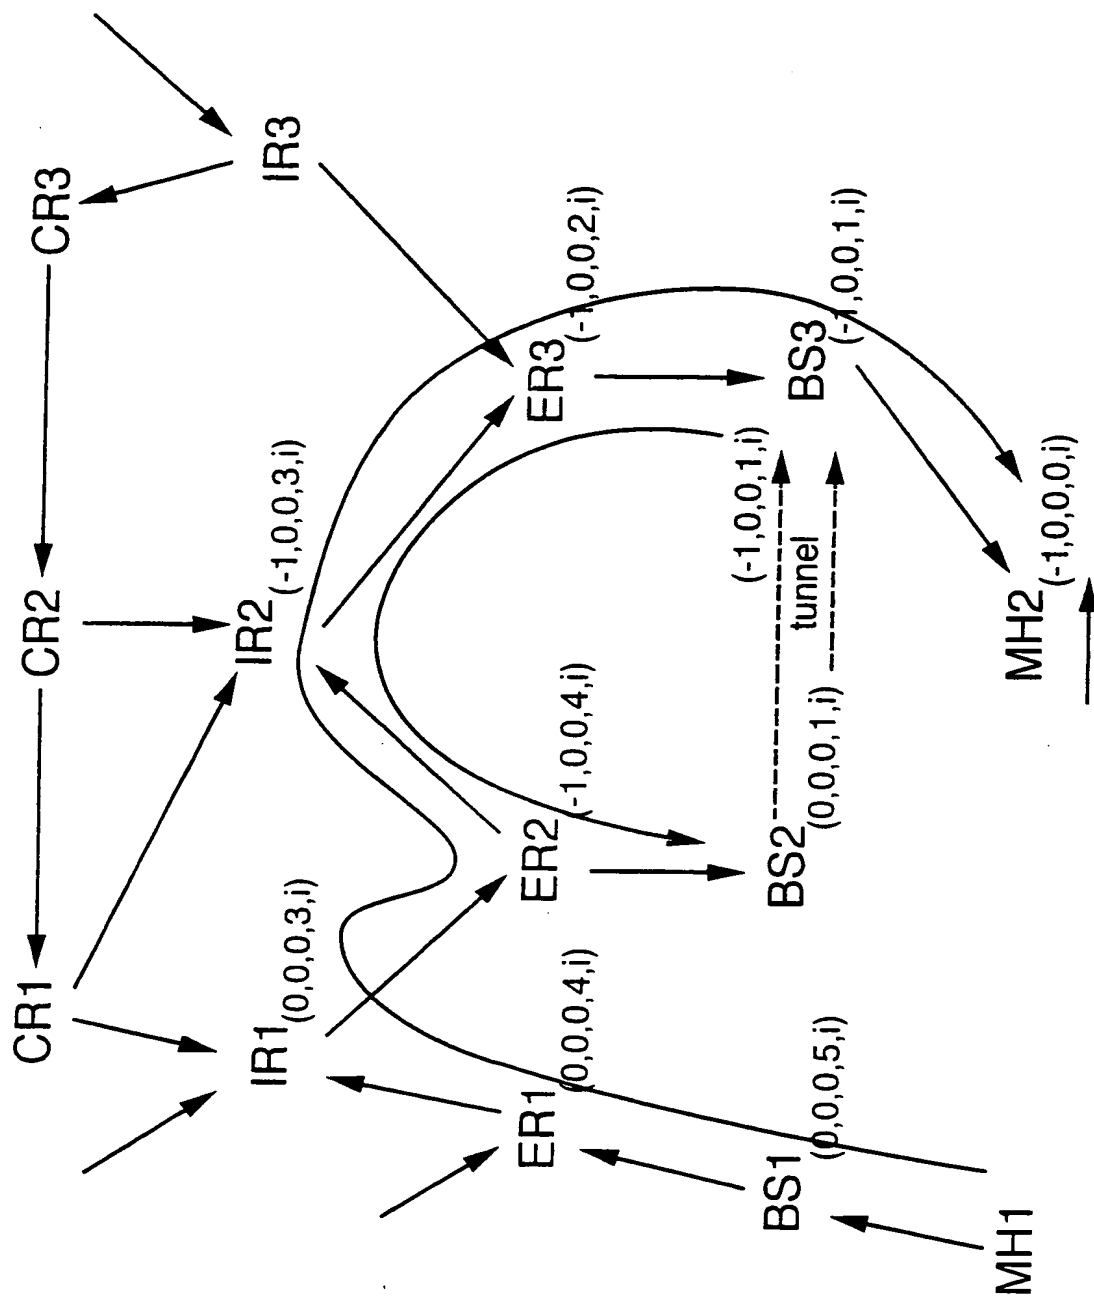 CR1
CR2
CR3
IR1
(0,0,0,3,i)
IR2
(-1,0,0,3,i)
IR3
ER1
(0,0,0,4,i)
ER2
(-1,0,0,4,i)
ER3
(-1,0,0,2,i)
BS1
(0,0,0,5,i)
BS2
(0,0,0,1,i)
(-1,0,0,1,i)
tunnel
BS3
(-1,0,0,1,i)
MH1
MH2
(-1,0,0,0,i)